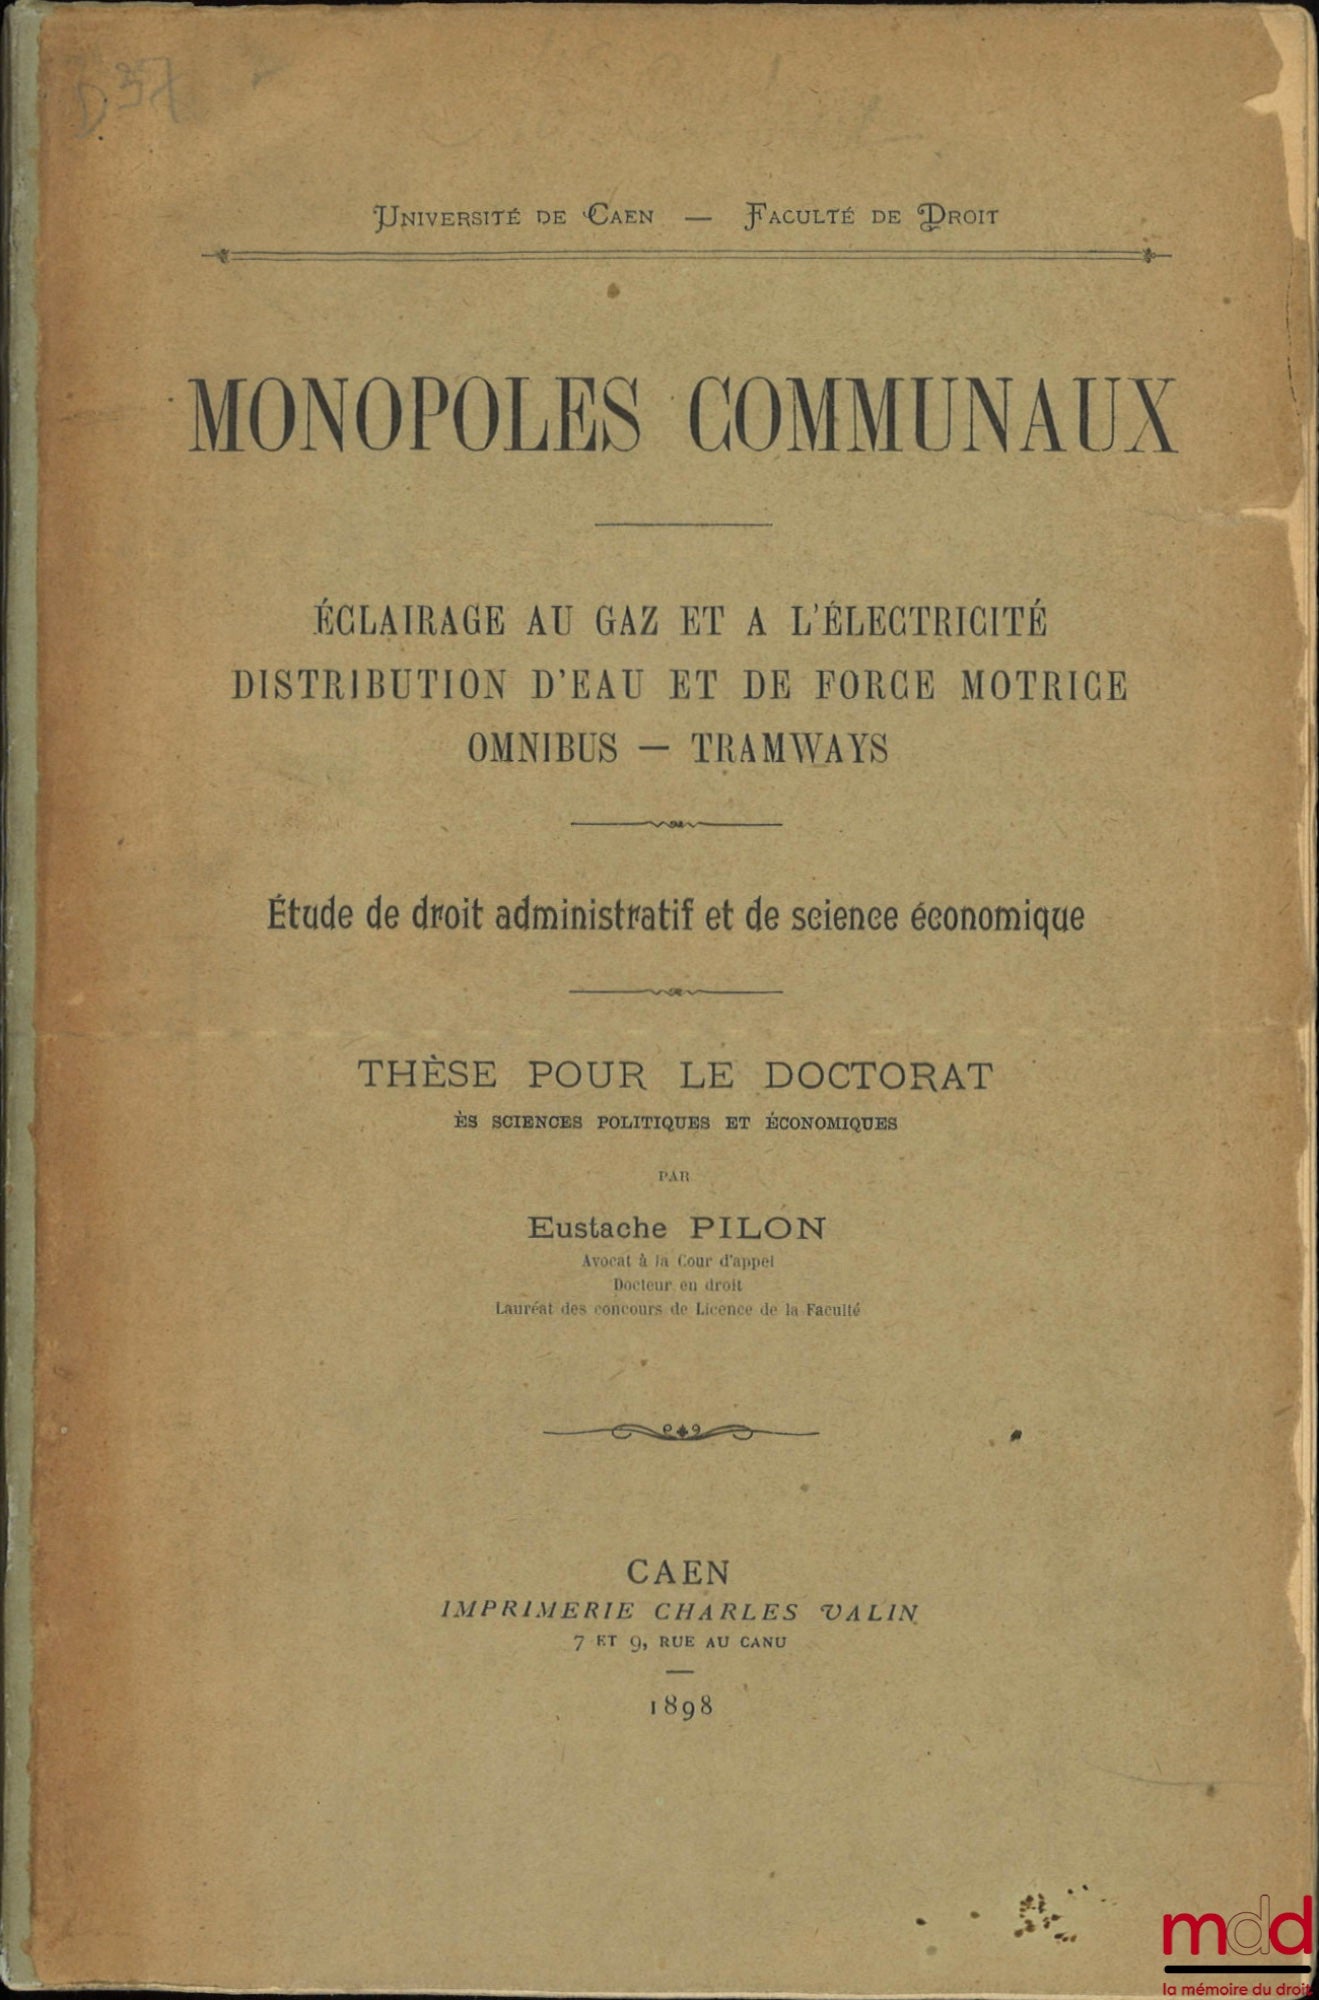 D 37
Université de Caen — Faculté de Droit
MONOPOLES COMMUNAUX
ÉCLAIRAGE AU GAZ ET A L'ÉLECTRICITÉ
DISTRIBUTION D'EAU ET DE FORCE MOTRICE
OMNIBUS — TRAMWAYS
Étude de droit administratif et de science économique
THÈSE POUR LE DOCTORAT
ÈS SCIENCES POLITIQUES ET ÉCONOMIQUES
PAR
Eustache PILON
Avocat à la Cour d'appel
Docteur en droit
Lauréat des concours de Licence de la Faculté
CAEN
IMPRIMERIE CHARLES VALIN
7 ET 9, RUE AU CANU
1898
mdd
la mémoire du droit